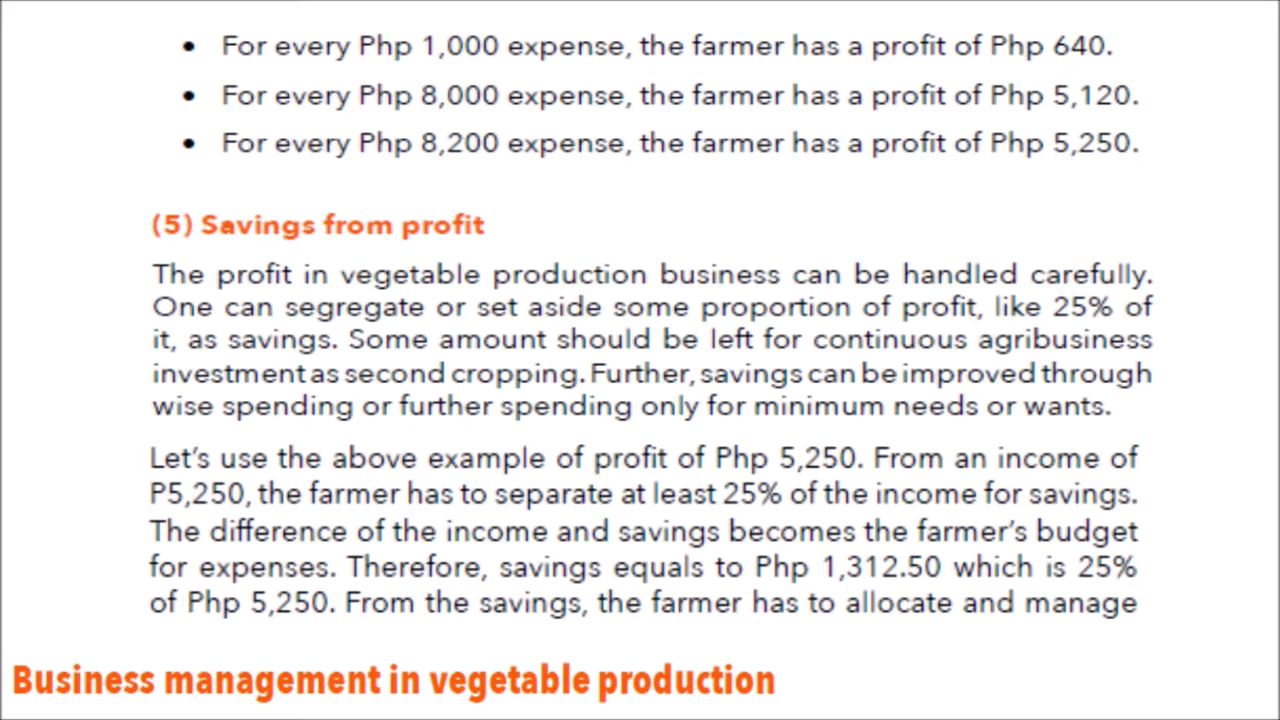 • For every Php 1,000 expense, the farmer has a profit of Php 640.
• For every Php 8,000 expense, the farmer has a profit of Php 5,120.
• For every Php 8,200 expense, the farmer has a profit of Php 5,250.
(5) Savings from profit
The profit in vegetable production business can be handled carefully.
One can segregate or set aside some proportion of profit, like 25% of
it, as savings. Some amount should be left for continuous agribusiness
investment as second cropping. Further, savings can be improved through
wise spending or further spending only for minimum needs or wants.
Let's use the above example of profit of Php 5,250. From an income of
P5,250, the farmer has to separate at least 25% of the income for savings.
The difference of the income and savings becomes the farmer's budget
for expenses. Therefore, savings equals to Php 1,312.50 which is 25%
of Php 5,250. From the savings, the farmer has to allocate and manage
Business management in vegetable production